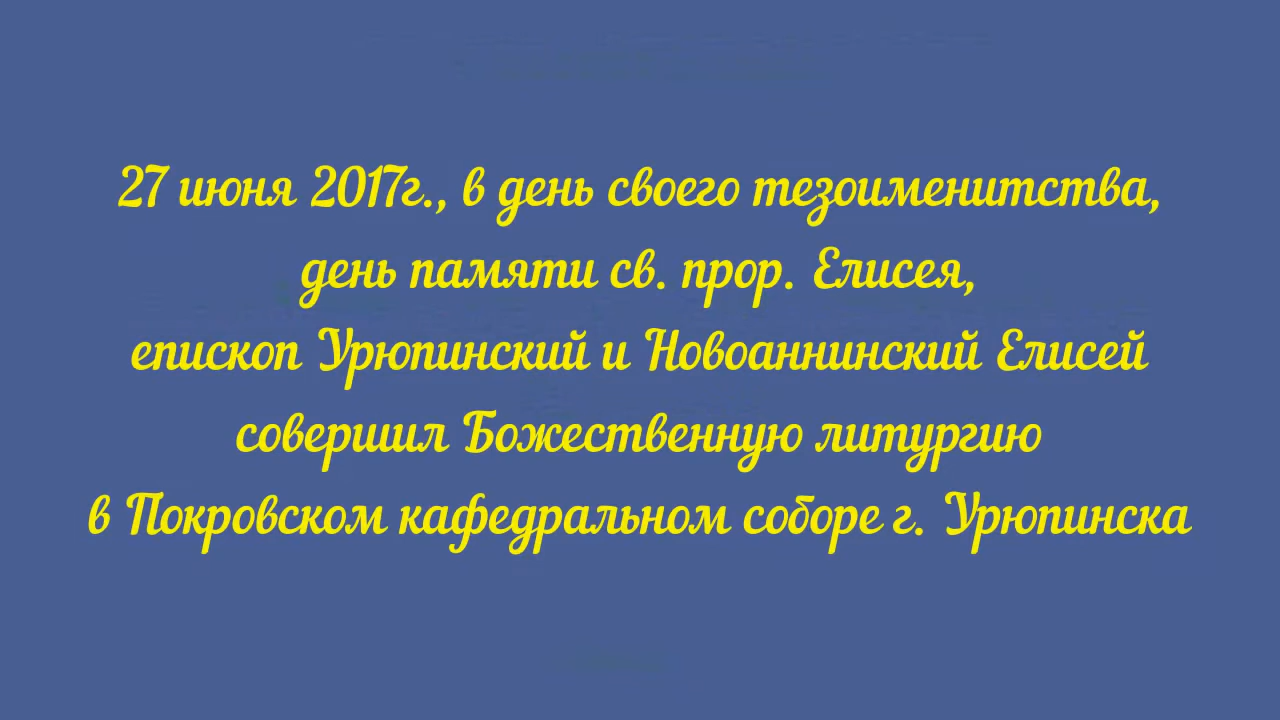 27 июня 2017г., в день своего тезоименитства,
день памяти св. прор. Елисея,
епископ Урюпинский и Новоаннинский Елисей
совершил Божественную литургию
в Покровском кафедральном соборе г. Урюпинска